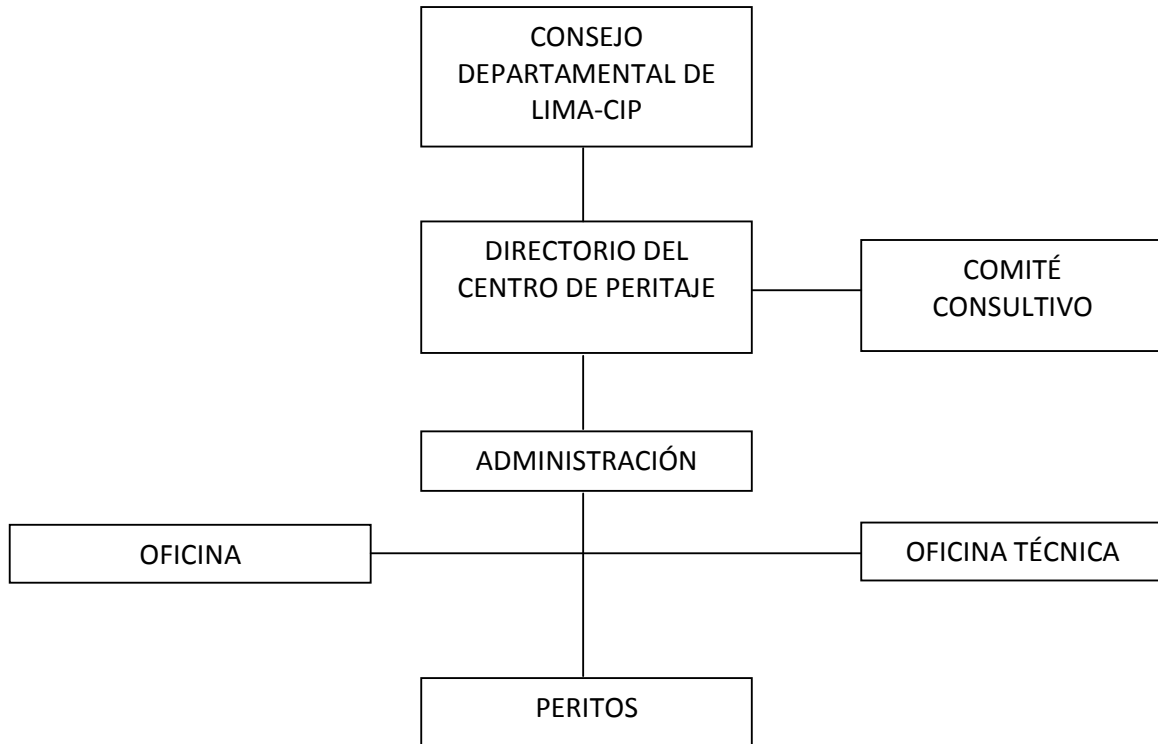 CONSEJO
DEPARTAMENTAL DE
LIMA-CIP
DIRECTORIO DEL
CENTRO DE PERITAJE
COMITÉ
CONSULTIVO
ADMINISTRACIÓN
OFICINA
OFICINA TÉCNICA
PERITOS